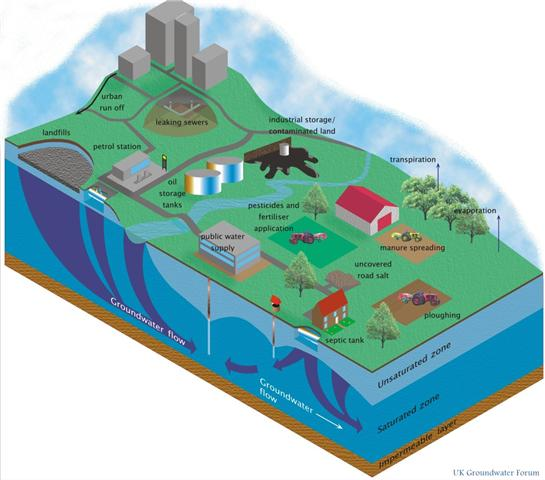 urban
run off
leaking sewers
landfills
industrial storage/
contaminated land
petrol station
transpiration
oil
storage
tanks
evaporation
pesticides and
fertiliser
application
public water
supply
manure spreading
uncovered
road salt
ploughing
Groundwater flow
septic tank
Unsaturated zone
Groundwater
flow
Saturated zone
Impermeable layer
UK Groundwater Forum